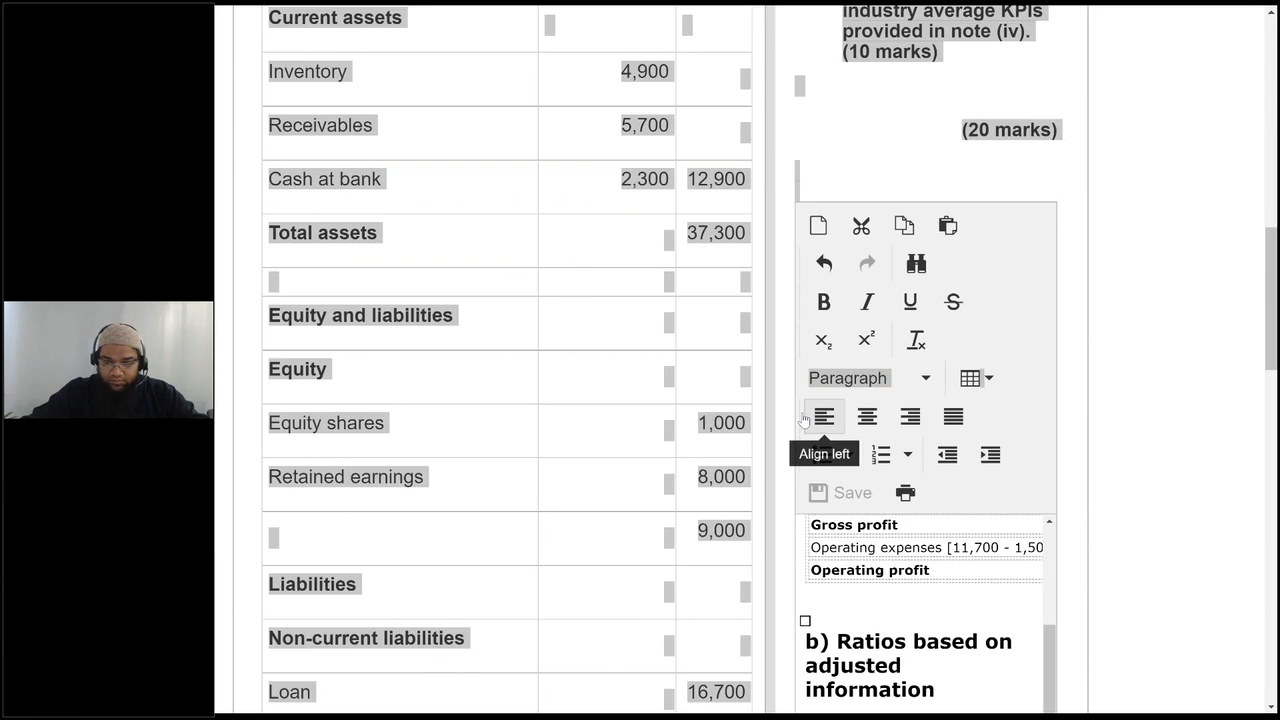 Current assets
Inventory 4,900
Receivables 5,700
Cash at bank 2,300 12,900
Total assets 37,300
Equity and liabilities
Equity
Equity shares 1,000
Retained earnings 8,000
9,000
Liabilities
Non-current liabilities
Loan 16,700
industry average KPIs
provided in note (iv).
(10 marks)
(20 marks)
Paragraph
Align left
Save
Gross profit
Operating expenses [11,700 - 1,50
Operating profit
b) Ratios based on
adjusted
information